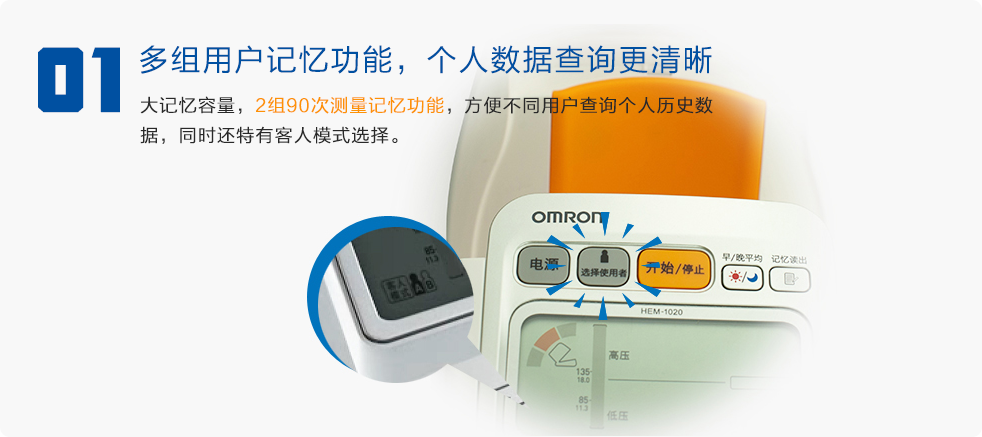 01
多组用户记忆功能，个人数据查询更清晰
大记忆容量，2组90次测量记忆功能，方便不同用户查询个人历史数
据，同时还特有客人模式选择。
OMRON
电源
选择使用者
开始/停止
早/晚平均
记忆读出
HEM-1020
高压
135
18.0
85
11.3
低压
85
11.3
客人
模式
A
B